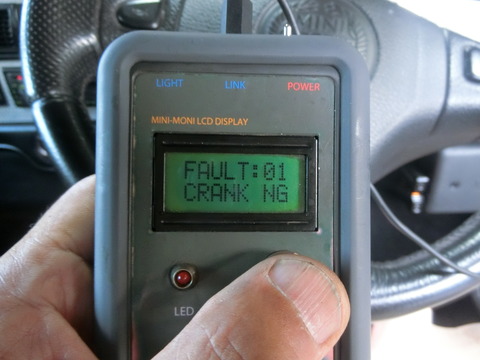 LIGHT LINK POWER
MINI-MONI LCD DISPLAY
FAULT:01
CRANK NG
LED